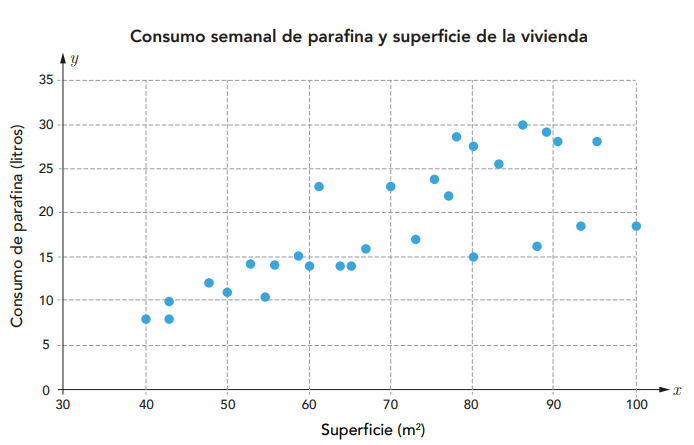 Consumo semanal de parafina y superficie de la vivienda
y
35
30
25
20
15
10
5
0
Consumo de parafina (litros)
30 40 50 60 70 80 90 100 x
Superficie (m²)